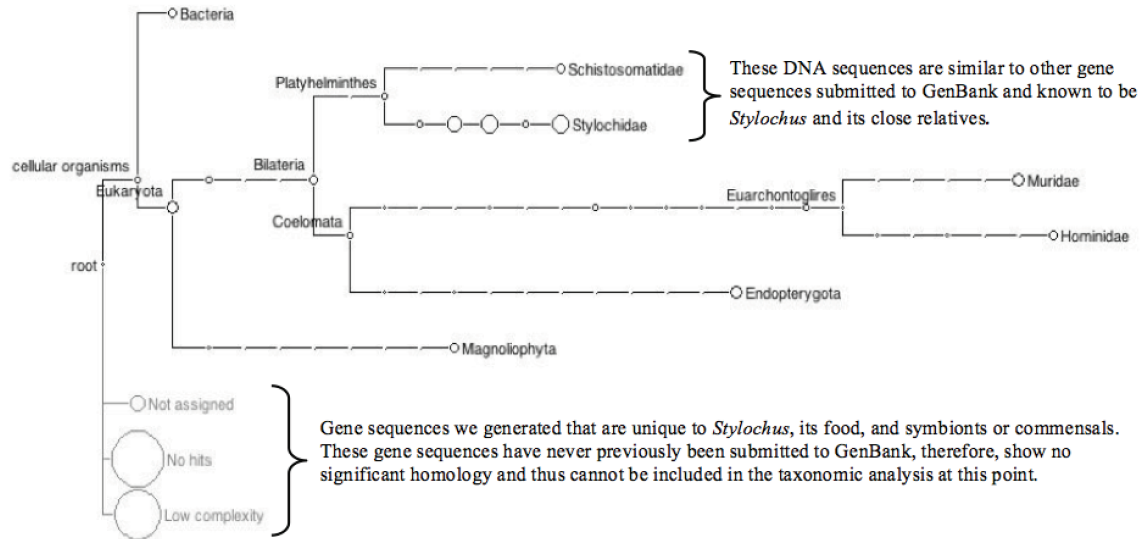 Bacteria
Schistosomatidae
Platyhelminthes
These DNA sequences are similar to other gene
sequences submitted to GenBank and known to be
Stylochus and its close relatives.
Stylochidae
cellular organisms
Bilateria
Eukaryota
Euarchontoglires
Muridae
Coelomata
Hominidae
root
Endopterygota
Magnoliophyta
Not assigned
Gene sequences we generated that are unique to Stylochus, its food, and symbionts or commensals.
These gene sequences have never previously been submitted to GenBank, therefore, show no
significant homology and thus cannot be included in the taxonomic analysis at this point.
No hits
Low complexity